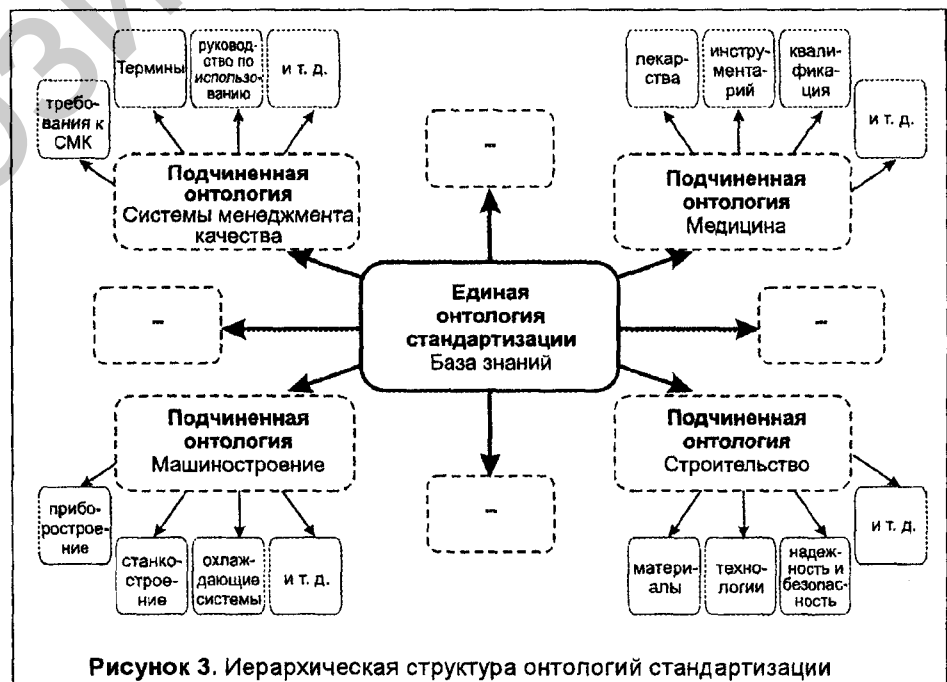 Термины
руковод-
ство по
использо-
ванию
и т. д.
требо-
вания к
СМК
Подчиненная
онтология
Системы менеджмента
качества
–
лекар-
ства
инстру-
мента-
рий
квали-
фика-
ция
и т. д.
Подчиненная
онтология
Медицина
–
Единая
онтология
стандартизации
База знаний
–
Подчиненная
онтология
Машиностроение
прибо-
рострое-
ние
станко-
строе-
ние
охлаж-
дающие
системы
и т. д.
–
Подчиненная
онтология
Строительство
матери-
алы
техно-
логии
надеж-
ность и
безопас-
ность
и т. д.
Рисунок 3. Иерархическая структура онтологий стандартизации